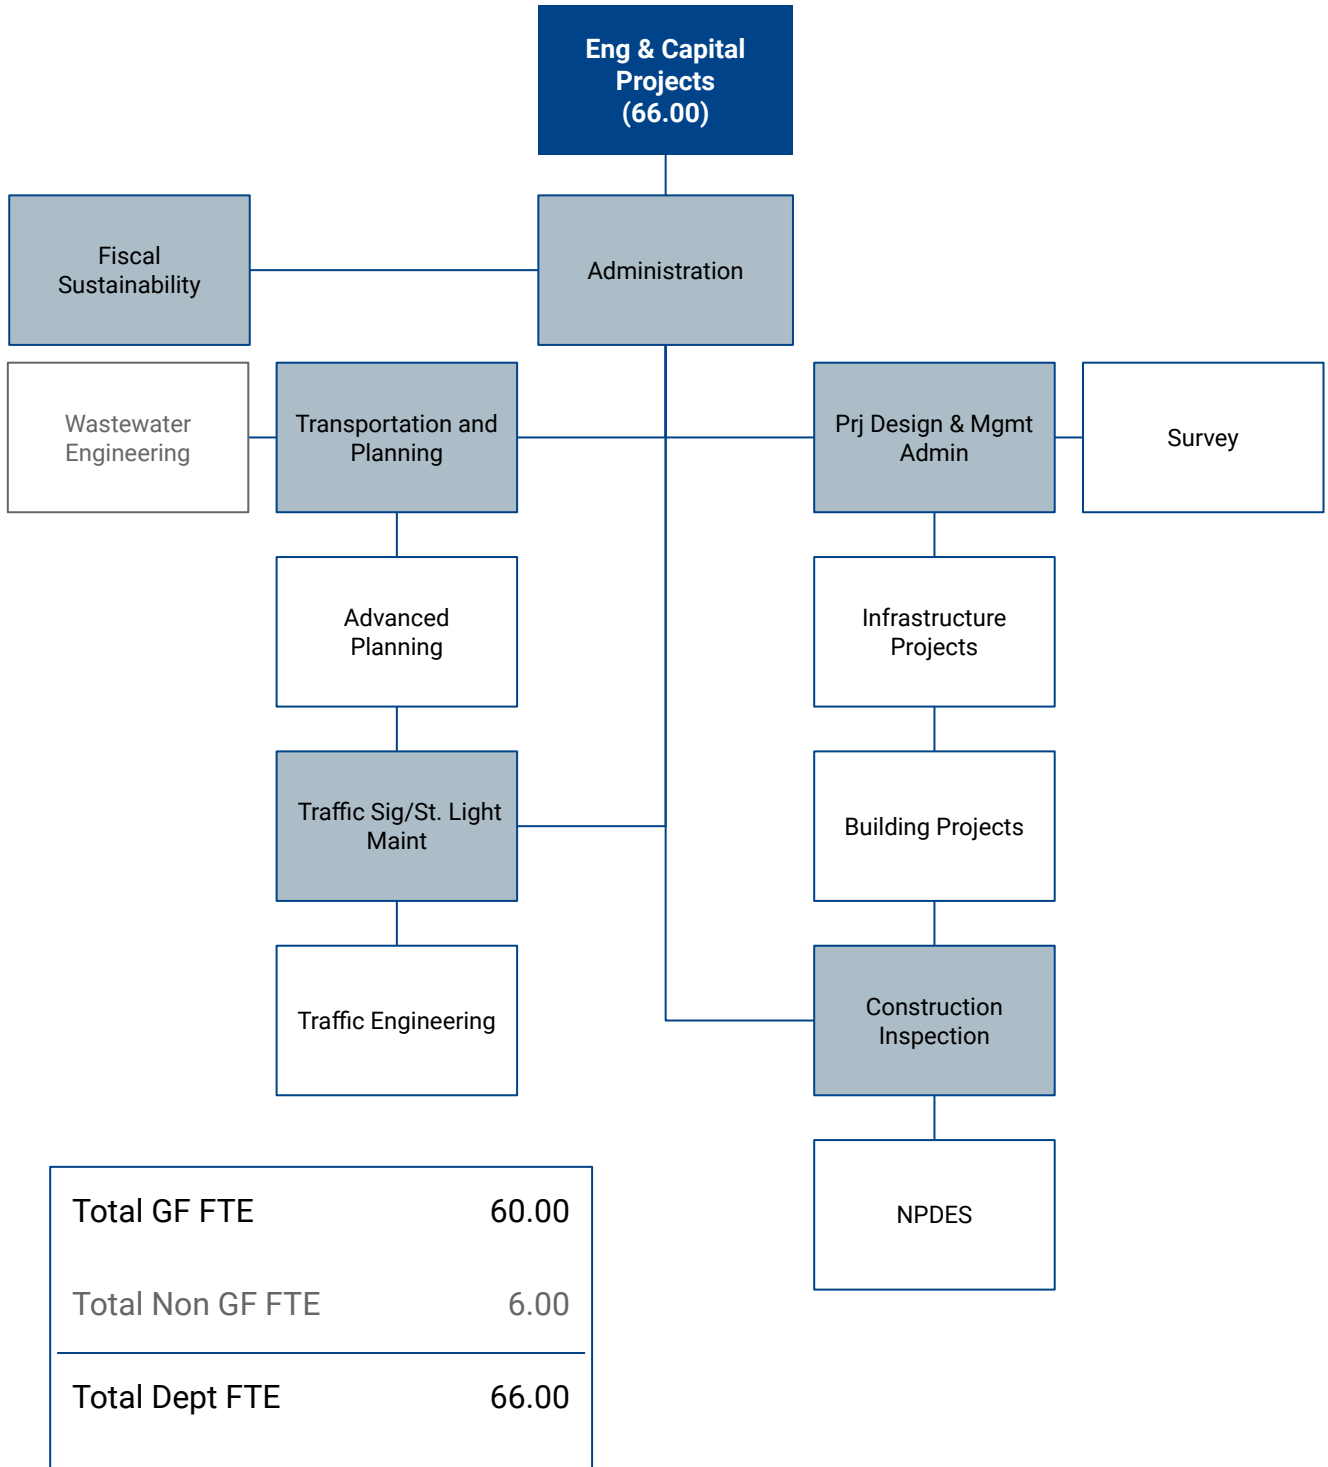 Eng & Capital
Projects
(66.00)
Fiscal
Sustainability
Administration
Wastewater
Engineering
Transportation and
Planning
Prj Design & Mgmt
Admin
Survey
Advanced
Planning
Infrastructure
Projects
Traffic Sig/St. Light
Maint
Building Projects
Traffic Engineering
Construction
Inspection
NPDES
Total GF FTE 60.00
Total Non GF FTE 6.00
Total Dept FTE 66.00